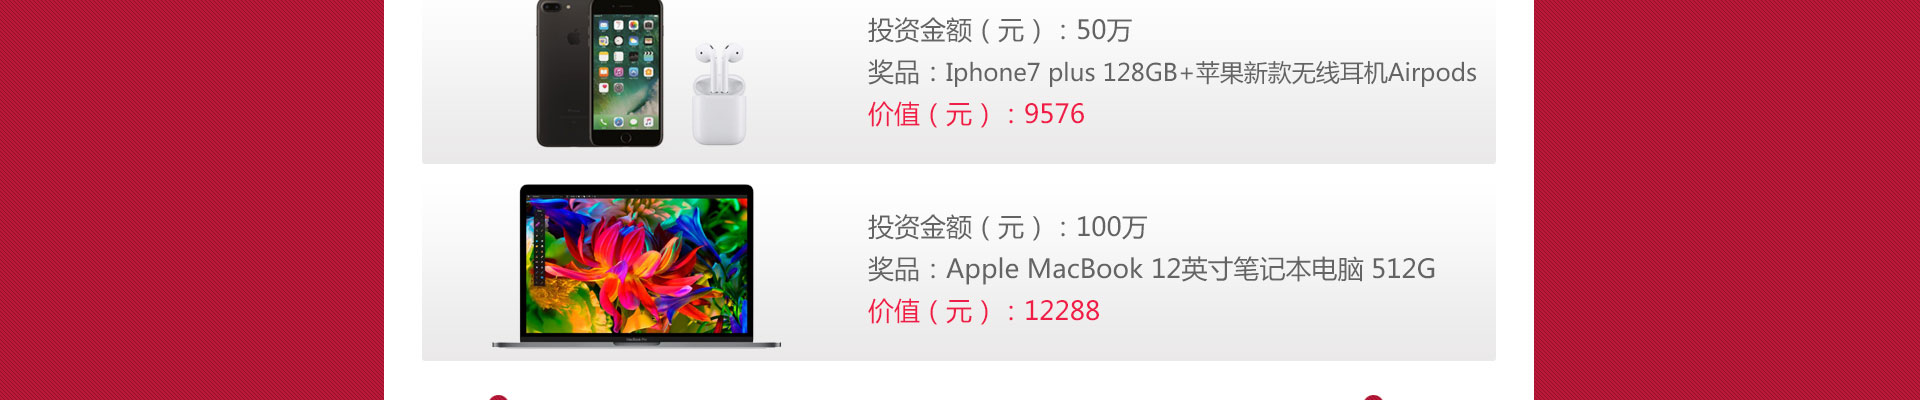 投资金额（元）：50万
奖品：Iphone7 plus 128GB+苹果新款无线耳机Airpods
价值（元）：9576
投资金额（元）：100万
奖品：Apple MacBook 12英寸笔记本电脑 512G
价值（元）：12288